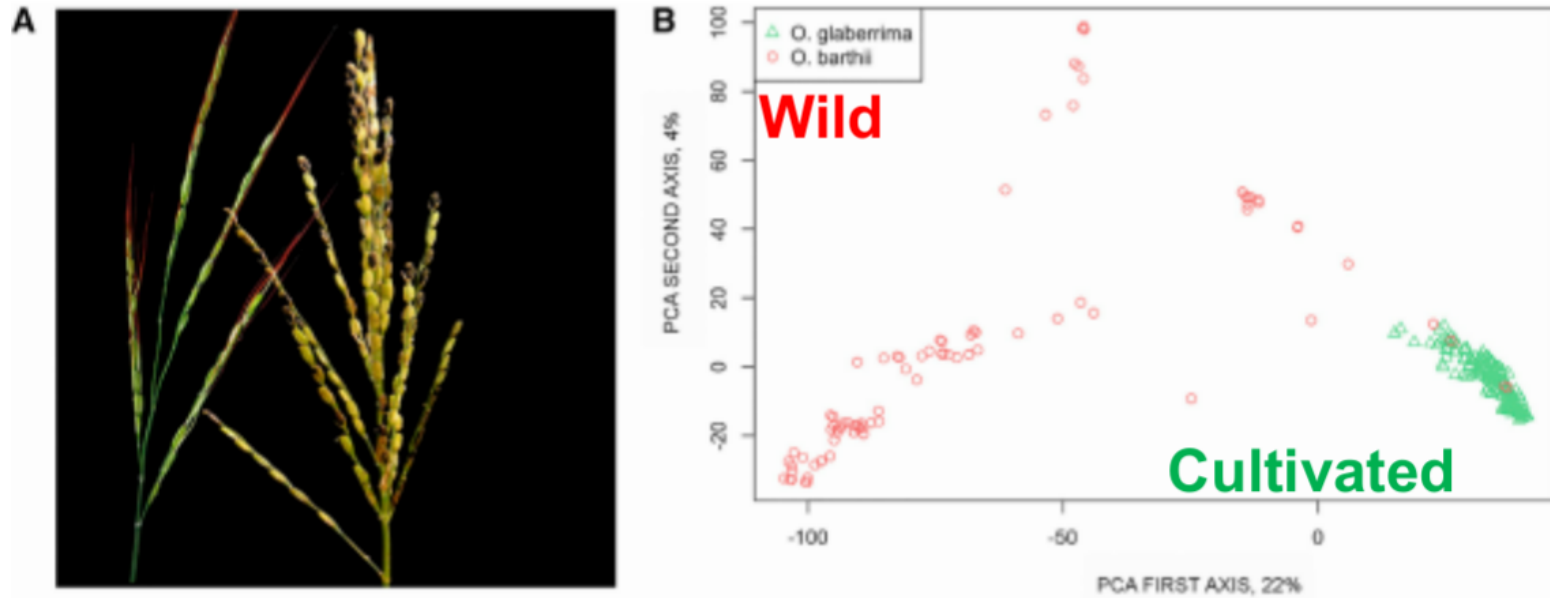 A
B
O. glaberrima
O. barthii
Wild
Cultivated
PCA SECOND AXIS, 4%
100
80
60
40
20
0
-20
-100
-50
0
PCA FIRST AXIS, 22%